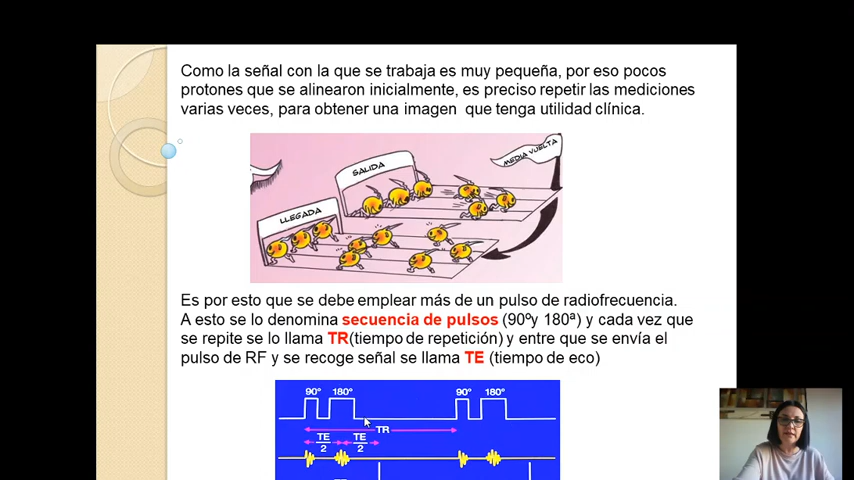 Como la señal con la que se trabaja es muy pequeña, por eso pocos
protones que se alinearon inicialmente, es preciso repetir las mediciones
varias veces, para obtener una imagen que tenga utilidad clínica.
MEDIA VUELTA
SALIDA
LLEGADA
Es por esto que se debe emplear más de un pulso de radiofrecuencia.
A esto se lo denomina secuencia de pulsos (90ºy 180ª) y cada vez que
se repite se lo llama TR(tiempo de repetición) y entre que se envía el
pulso de RF y se recoge señal se llama TE (tiempo de eco)
90° 180° 90° 180°
TR
TE TE
2 2